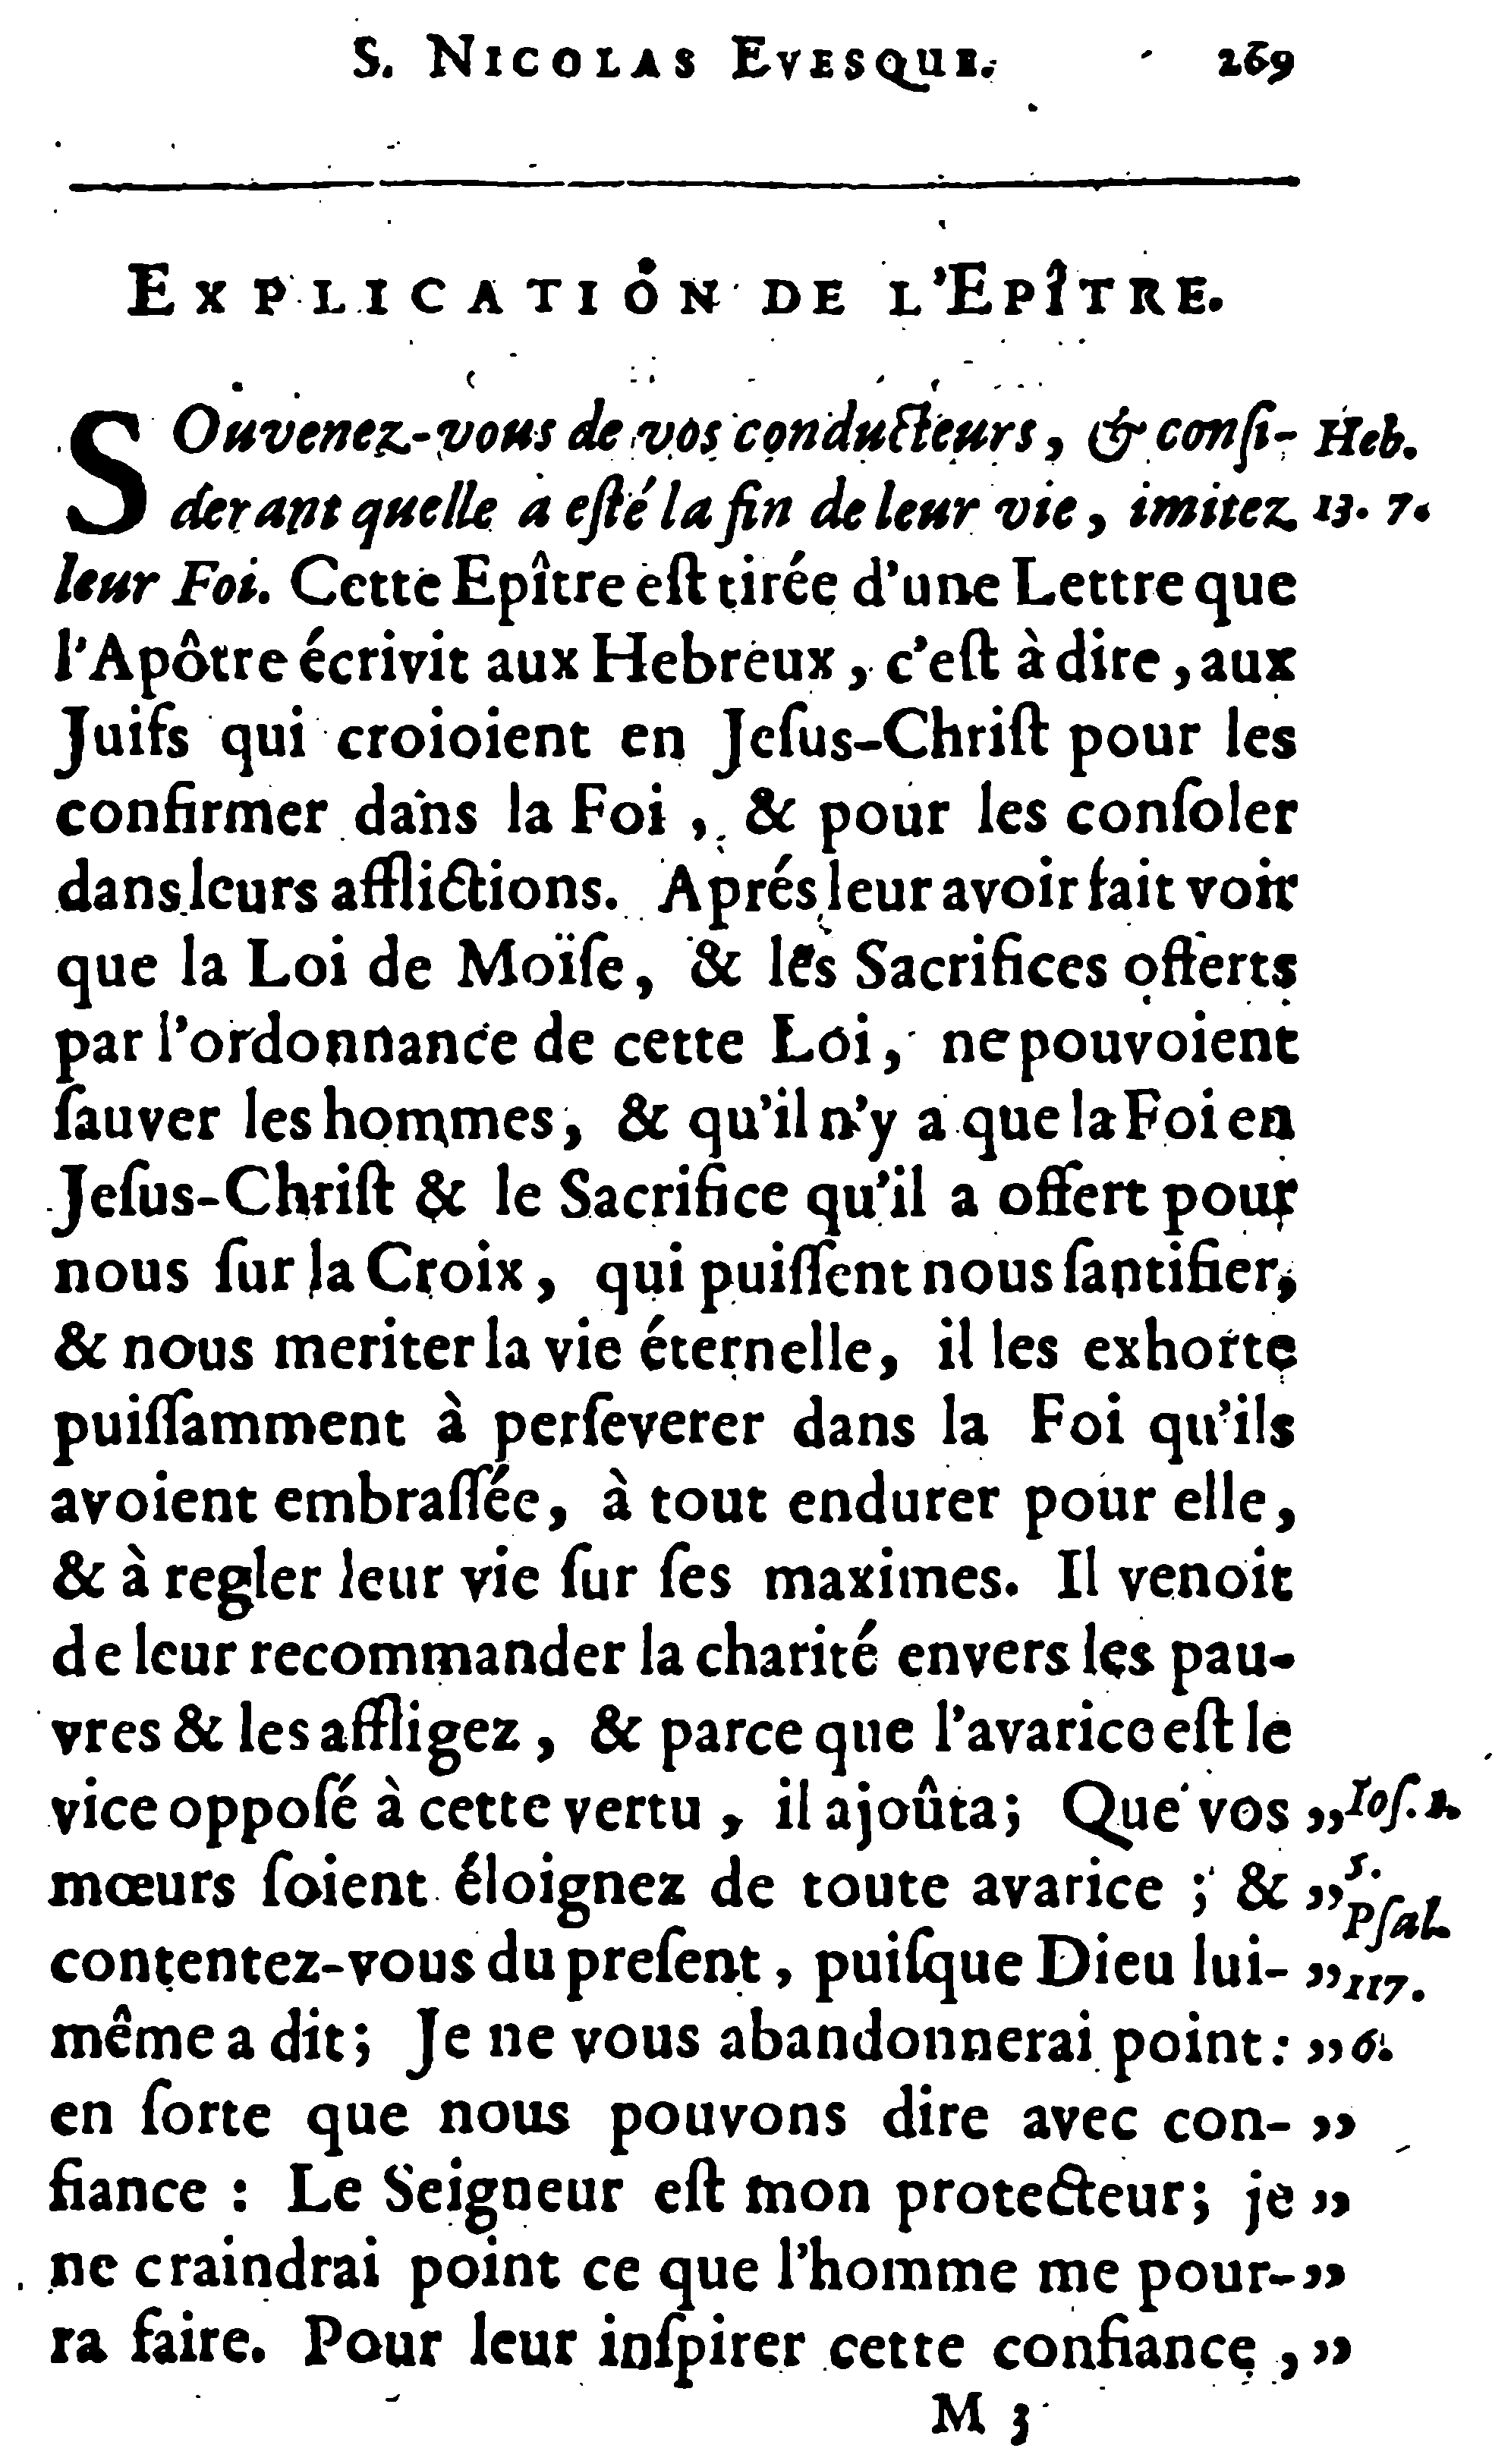 S. NICOLAS EVESQUE. 269
EXPLICATION DE L'EPÎTRE.
SOuvenez-vous de vos conducteurs, & consi- Heb.
derant quelle a esté la fin de leur vie, imitez 13. 7.
leur Foi. Cette Epître est tirée d'une Lettre que
l'Apôtre écrivit aux Hebreux, c'est à dire, aux
Juifs qui croioient en Jesus-Christ pour les
confirmer dans la Foi, & pour les consoler
dans leurs afflictions. Aprés leur avoir fait voir
que la Loi de Moïse, & les Sacrifices offerts
par l'ordonnance de cette Loi, ne pouvoient
sauver les hommes, & qu'il n'y a que la Foi en
Jesus-Christ & le Sacrifice qu'il a offert pour
nous sur la Croix, qui puissent nous santifier,
& nous meriter la vie éternelle, il les exhorte
puissamment à perseverer dans la Foi qu'ils
avoient embrassée, à tout endurer pour elle,
& à regler leur vie sur ses maximes. Il venoit
de leur recommander la charité envers les pau-
vres & les affligez, & parce que l'avarice est le
vice opposé à cette vertu, il ajoûta; Que vos ,, Ios. 1.
mœurs soient éloignez de toute avarice; & ,, 5.
Psal.
contentez-vous du present, puisque Dieu lui- ,, 117.
même a dit; Je ne vous abandonnerai point: ,, 6.
en sorte que nous pouvons dire avec con- ,,
fiance: Le Seigneur est mon protecteur; je ,,
ne craindrai point ce que l'homme me pour- ,,
ra faire. Pour leur inspirer cette confiance, ,,
M 3